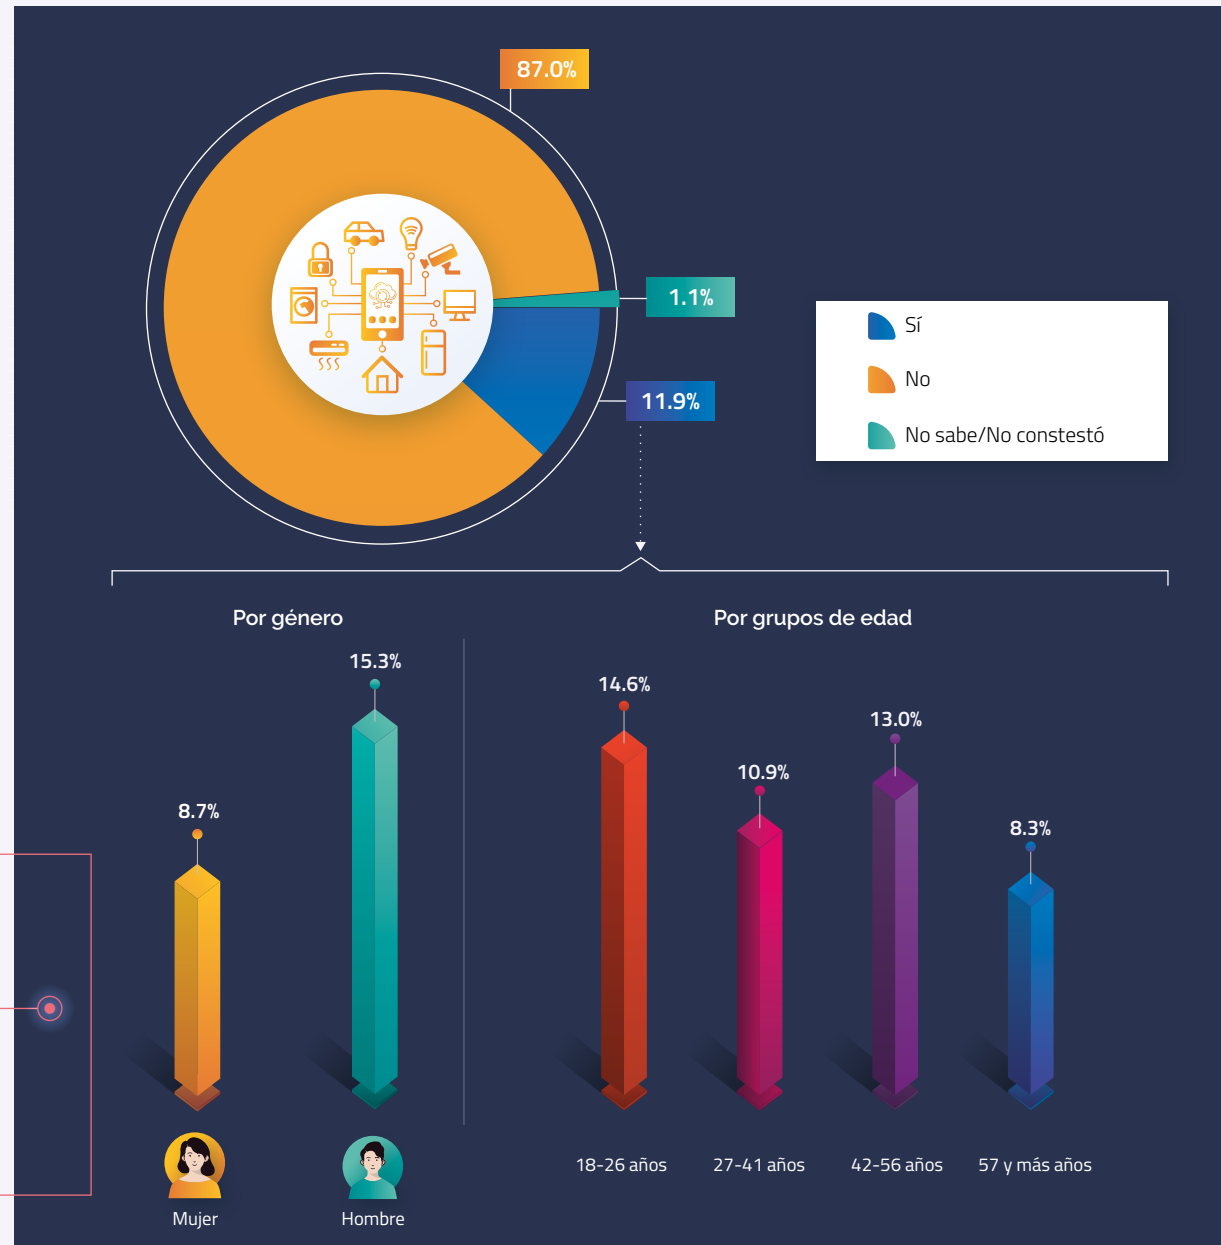 87.0%
1.1%
11.9%
Sí
No
No sabe/No constestó
Por género
Por grupos de edad
15.3%
8.7%
14.6%
10.9%
13.0%
8.3%
Mujer
Hombre
18-26 años
27-41 años
42-56 años
57 y más años